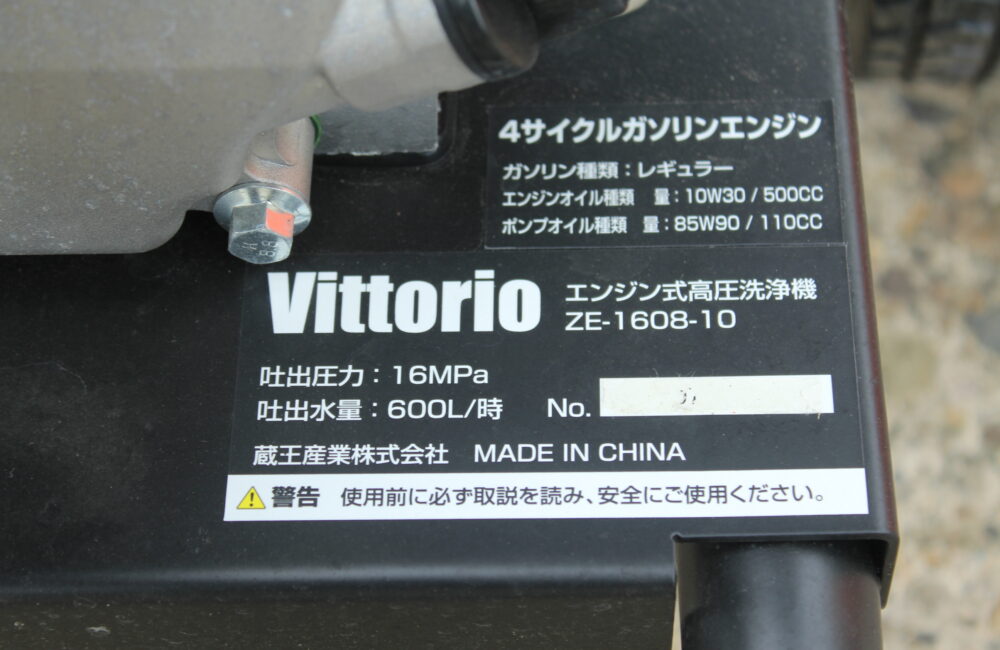 4サイクルガソリンエンジン
ガソリン種類：レギュラー
エンジンオイル種類　量：10W30 / 500CC
ポンプオイル種類　量：85W90 / 110CC
Vittorio エンジン式高圧洗浄機
ZE-1608-10
吐出圧力：16MPa
吐出水量：600L/時　No.
蔵王産業株式会社　MADE IN CHINA
警告　使用前に必ず取説を読み、安全にご使用ください。